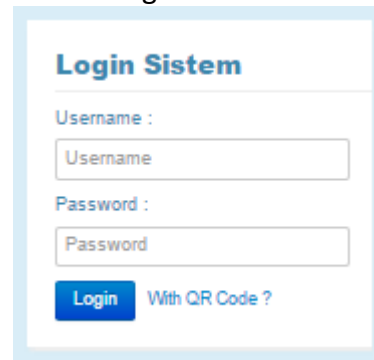 Login Sistem
Username :
Username
Password :
Password
Login With QR Code ?